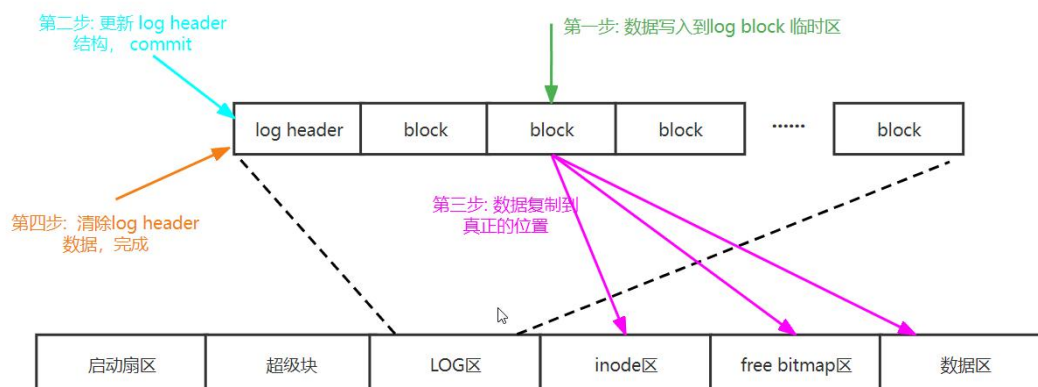 第二步: 更新 log header
结构， commit
第一步: 数据写入到log block 临时区
log header
block
block
block
······
block
第四步: 清除log header
数据，完成
第三步: 数据复制到
真正的位置
启动扇区
超级块
LOG区
inode区
free bitmap区
数据区